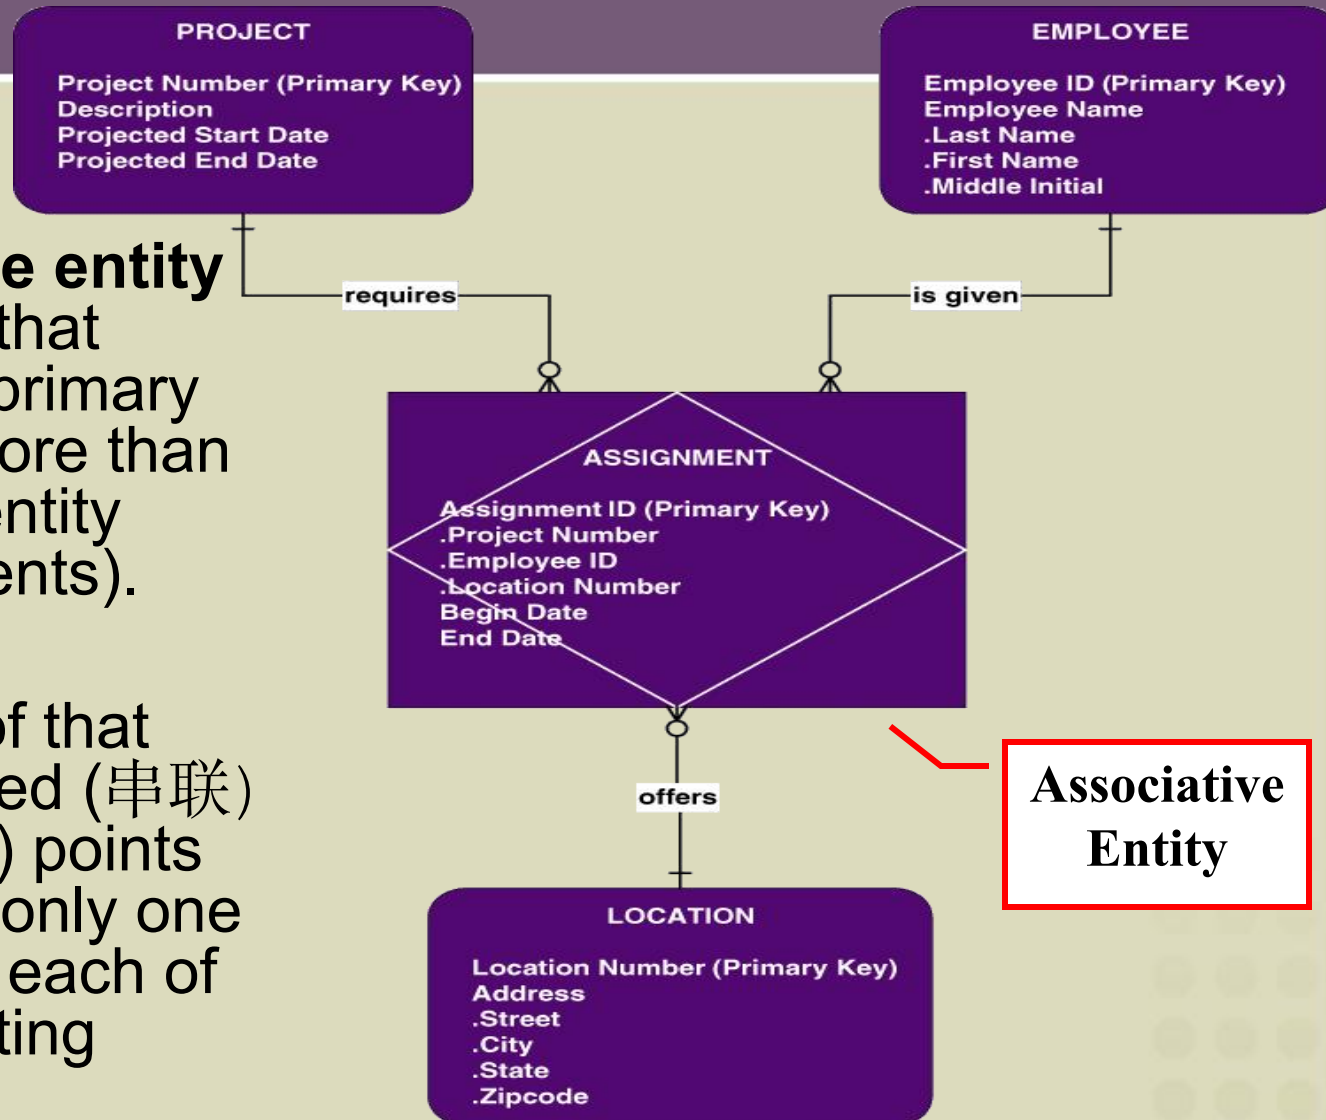 PROJECT
Project Number (Primary Key)
Description
Projected Start Date
Projected End Date
EMPLOYEE
Employee ID (Primary Key)
Employee Name
.Last Name
.First Name
.Middle Initial
e entity
that
primary
ore than
entity
ents).
of that
ed (串联)
) points
only one
each of
ting
requires
is given
ASSIGNMENT
Assignment ID (Primary Key)
.Project Number
.Employee ID
.Location Number
Begin Date
End Date
offers
Associative
Entity
LOCATION
Location Number (Primary Key)
Address
.Street
.City
.State
.Zipcode